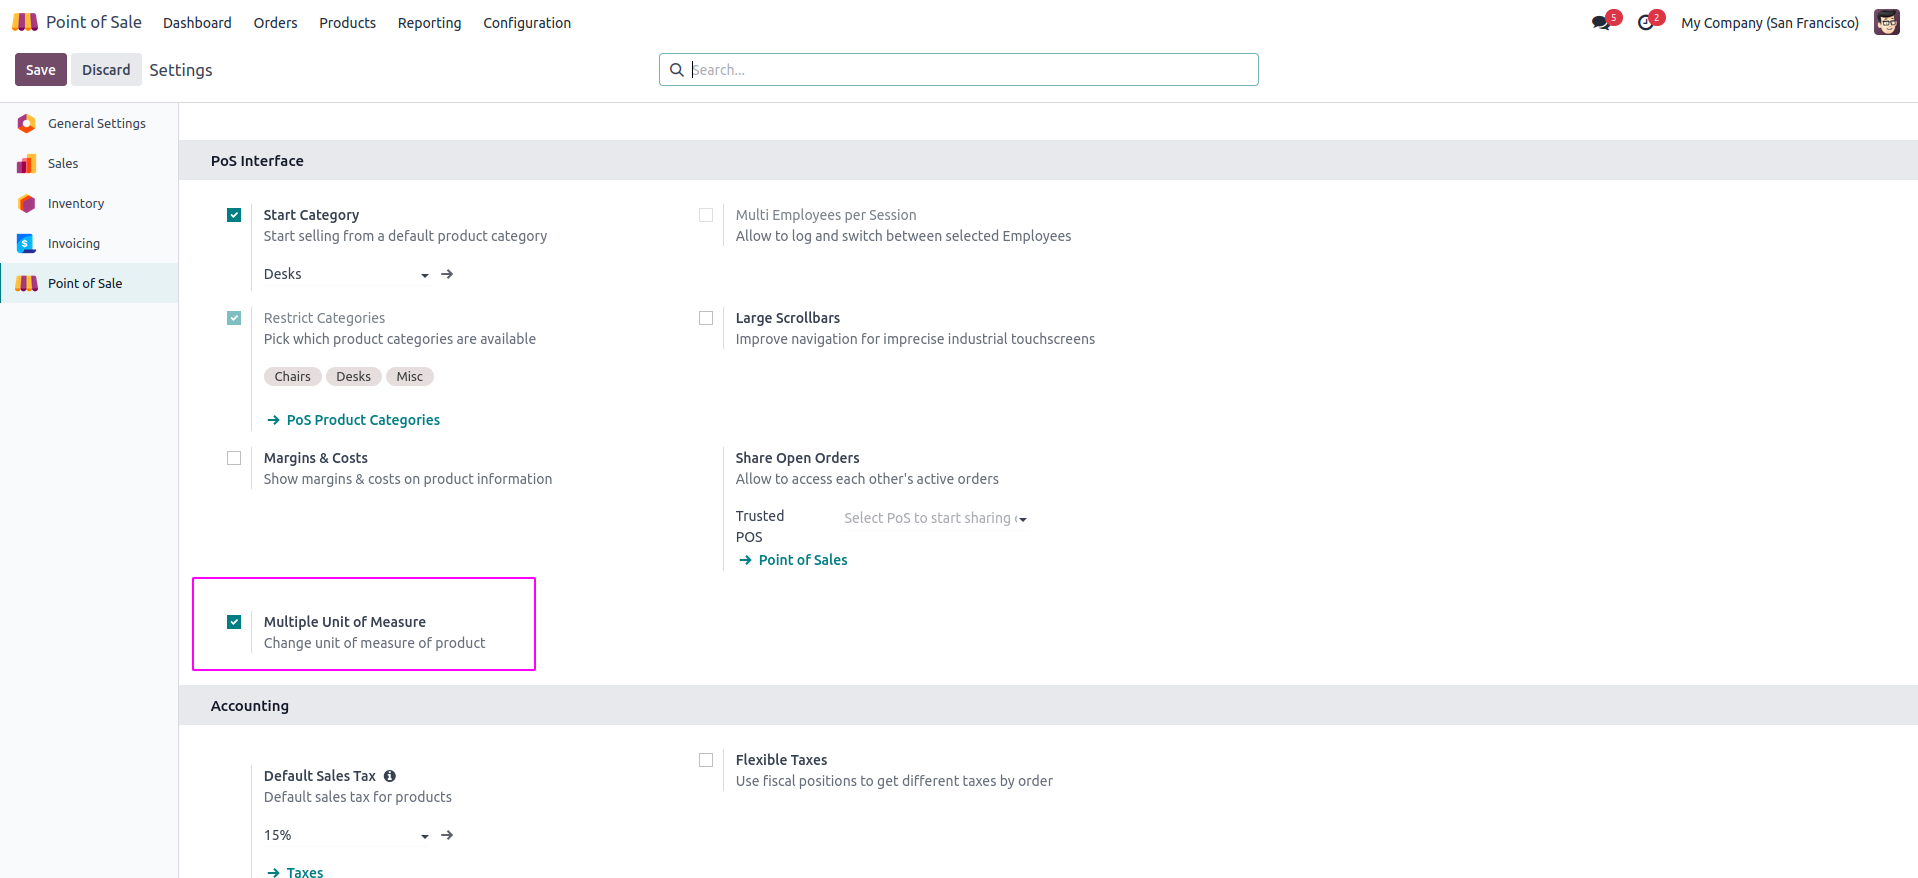 Point of Sale Dashboard Orders Products Reporting Configuration 5 2 My Company (San Francisco)
Save Discard Settings Search...
General Settings
Sales
Inventory
Invoicing
Point of Sale
PoS Interface
Start Category
Start selling from a default product category
Desks
Multi Employees per Session
Allow to log and switch between selected Employees
Restrict Categories
Pick which product categories are available
Chairs Desks Misc
PoS Product Categories
Large Scrollbars
Improve navigation for imprecise industrial touchscreens
Margins & Costs
Show margins & costs on product information
Share Open Orders
Allow to access each other's active orders
Trusted
POS
Select PoS to start sharing
Point of Sales
Multiple Unit of Measure
Change unit of measure of product
Accounting
Default Sales Tax
Default sales tax for products
15%
Taxes
Flexible Taxes
Use fiscal positions to get different taxes by order